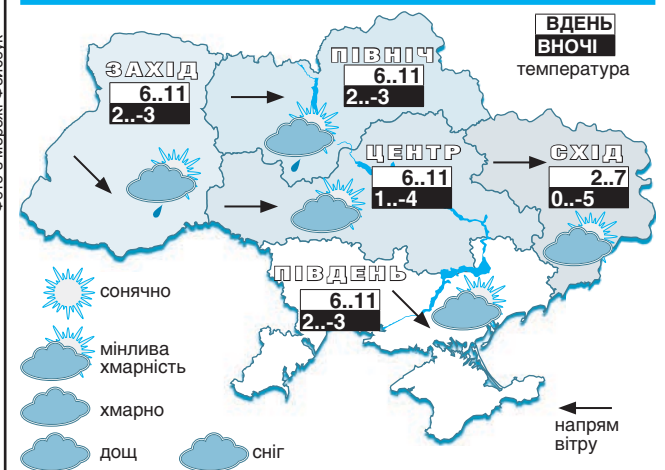 ВДЕНЬ
ВНОЧІ
температура
ЗАХІД
6..11
2..-3
ПІВНІЧ
6..11
2..-3
ЦЕНТР
6..11
1..-4
СХІД
2..7
0..-5
ПІВДЕНЬ
6..11
2..-3
сонячно
мінлива
хмарність
хмарно
дощ
сніг
напрям
вітру